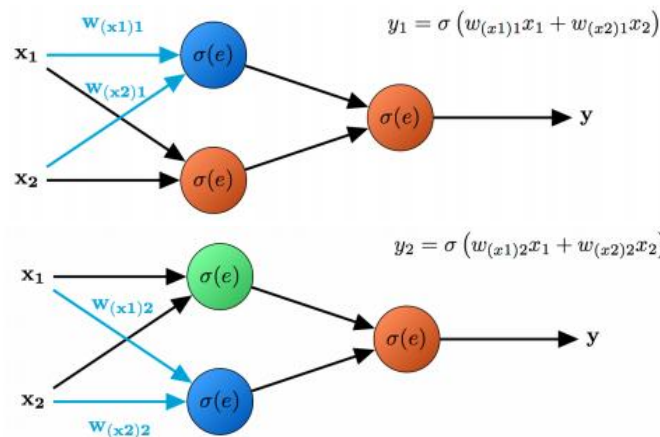 w(x1)1
y₁ = σ (w(x1)1x₁ + w(x2)1x₂)
x₁
σ(e)
w(x2)1
σ(e)
y
x₂
σ(e)
y₂ = σ (w(x1)2x₁ + w(x2)2x₂)
x₁
σ(e)
w(x1)2
σ(e)
y
x₂
σ(e)
w(x2)2